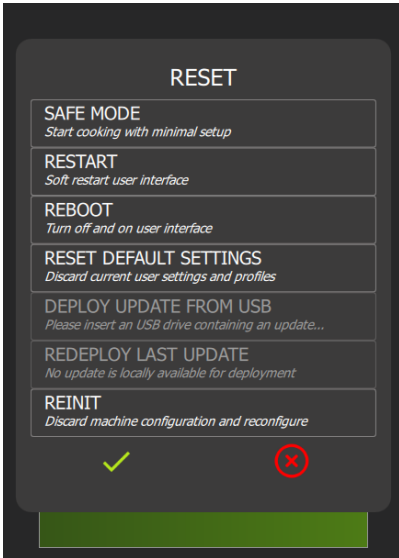 RESET
SAFE MODE
Start cooking with minimal setup
RESTART
Soft restart user interface
REBOOT
Turn off and on user interface
RESET DEFAULT SETTINGS
Discard current user settings and profiles
DEPLOY UPDATE FROM USB
Please insert an USB drive containing an update...
REDEPLOY LAST UPDATE
No update is locally available for deployment
REINIT
Discard machine configuration and reconfigure